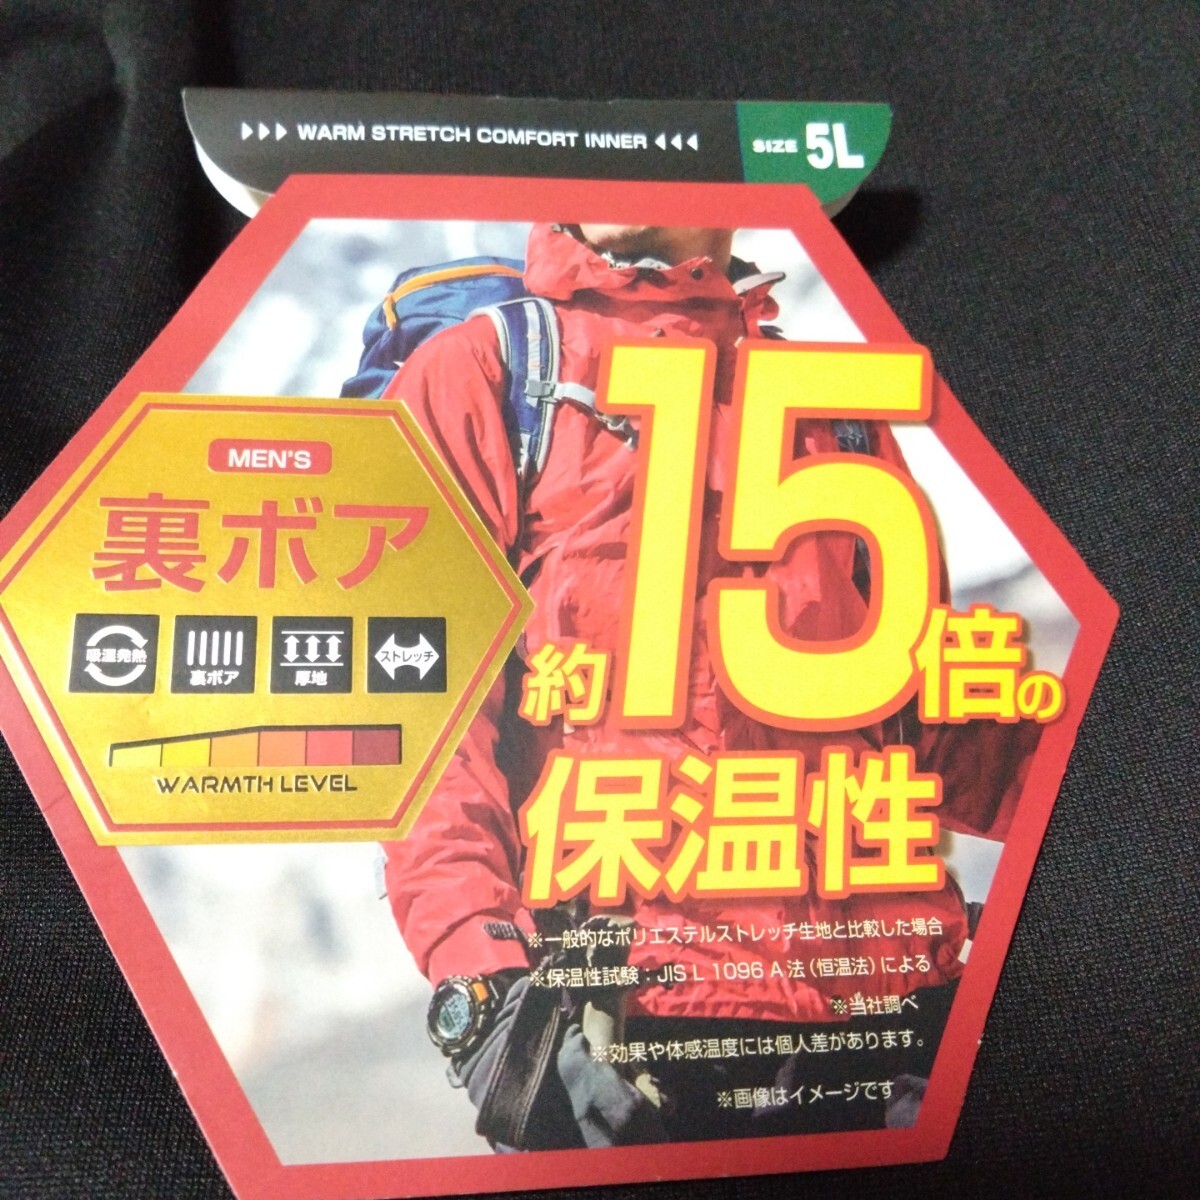 WARM STRETCH COMFORT INNER
SIZE 5L
MEN'S
裏ボア
吸湿発熱
裏ボア
厚地
ストレッチ
WARMTH LEVEL
約15倍の
保温性
※一般的なポリエステルストレッチ生地と比較した場合
※保温性試験：JIS L 1096 A 法（恒温法）による
※当社調べ
※効果や体感温度には個人差があります。
※画像はイメージです